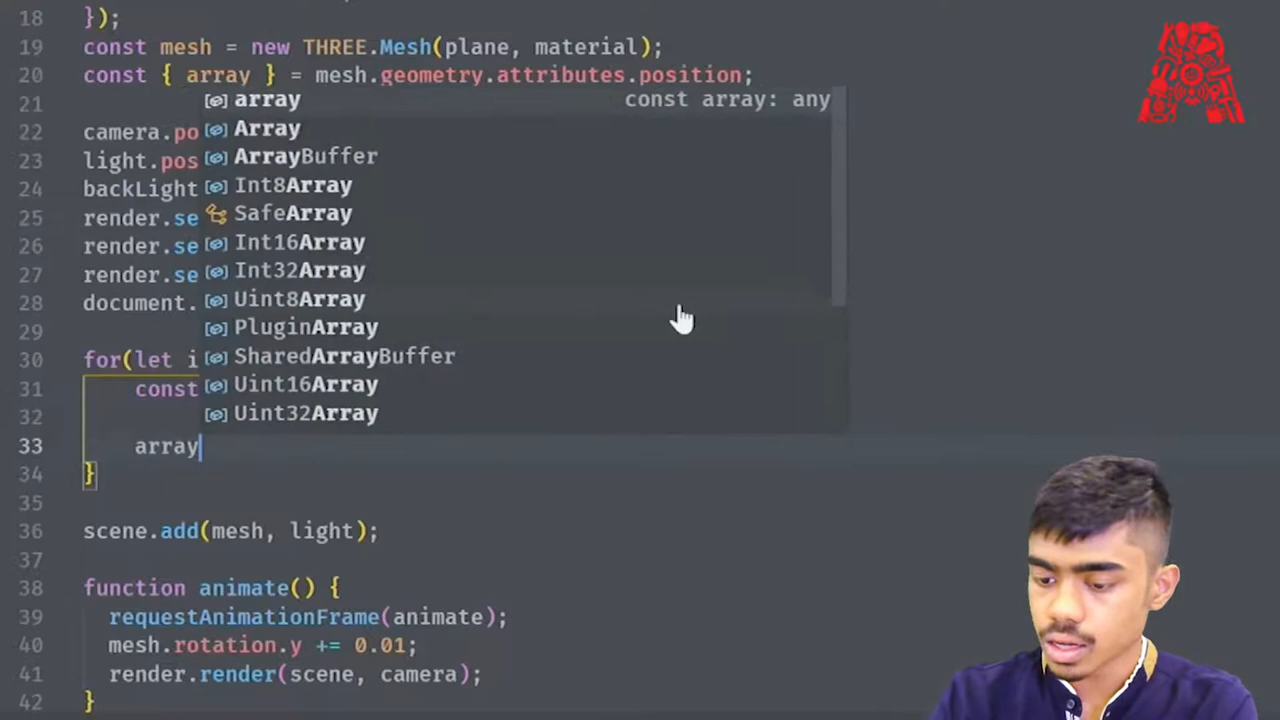 18 });
19 const mesh = new THREE.Mesh(plane, material);
20 const { array } = mesh.geometry.attributes.position;
21 array const array: any
Array
22 camera.po
ArrayBuffer
23 light.pos
Int8Array
24 backLight
SafeArray
25 render.se
Int16Array
26 render.se
Int32Array
27 render.se
Uint8Array
28 document.
PluginArray
29
SharedArrayBuffer
30 for(let i
Uint16Array
31 const
Uint32Array
32
33 array
34 }
35
36 scene.add(mesh, light);
37
38 function animate() {
39 requestAnimationFrame(animate);
40 mesh.rotation.y += 0.01;
41 render.render(scene, camera);
42 }